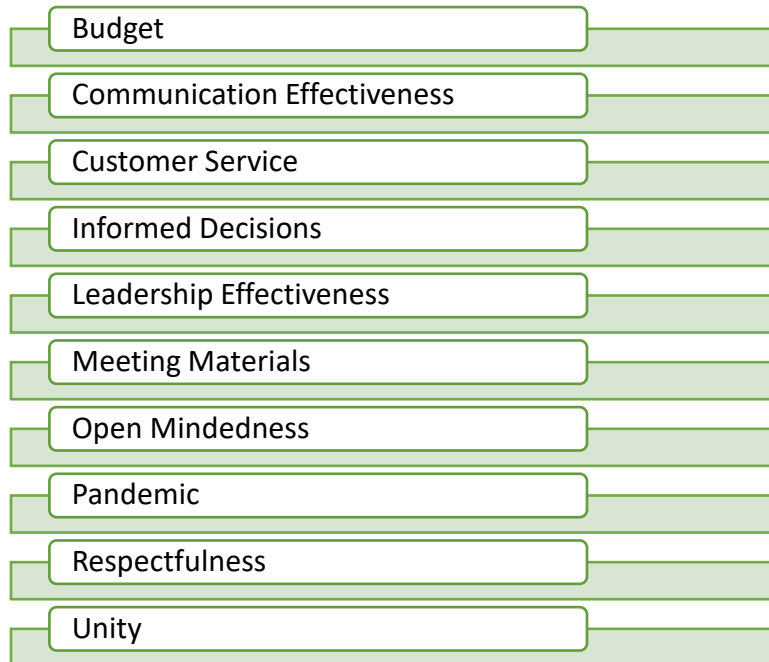 Budget
Communication Effectiveness
Customer Service
Informed Decisions
Leadership Effectiveness
Meeting Materials
Open Mindedness
Pandemic
Respectfulness
Unity